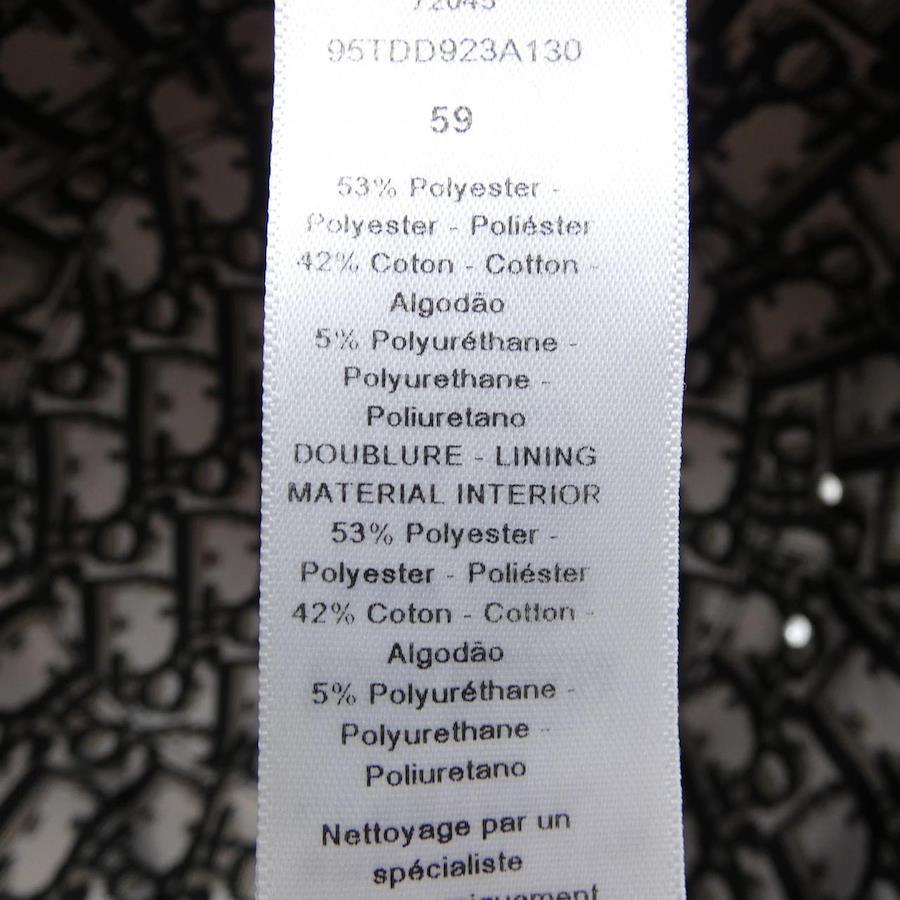 72045
95TDD923A130
59
53% Polyester -
Polyester - Poliéster
42% Coton - Cotton -
Algodão
5% Polyuréthane -
Polyurethane -
Poliuretano
DOUBLURE - LINING
MATERIAL INTERIOR
53% Polyester -
Polyester - Poliéster
42% Coton - Cotton -
Algodão
5% Polyuréthane -
Polyurethane -
Poliuretano
Nettoyage par un
spécialiste